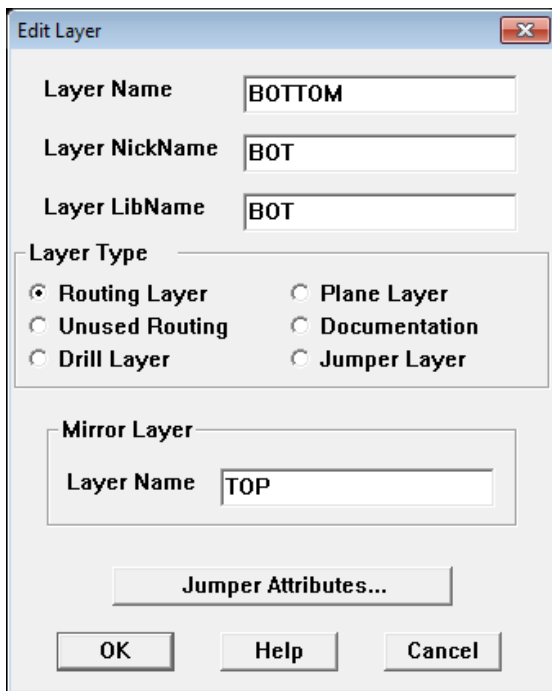 Edit Layer
Layer Name BOTTOM
Layer NickName BOT
Layer LibName BOT
Layer Type
Routing Layer Plane Layer
Unused Routing Documentation
Drill Layer Jumper Layer
Mirror Layer
Layer Name TOP
Jumper Attributes...
OK Help Cancel